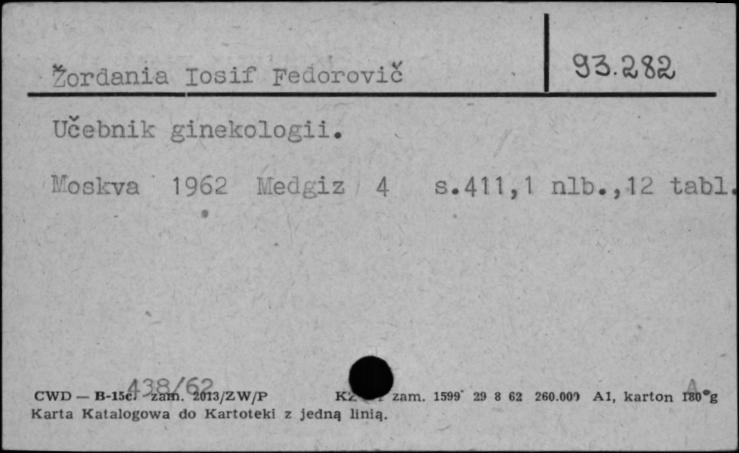 Žordania Iosif Fedorovič
93.282
Učebnik ginekologii.
Moskva 1962 Medgiz 4 s.411,1 nlb.,12 tabl.
438/62
A
CWD — B-15c. zam. 2013/ZW/P zam. 1599 29 8 62 260.000 A1, karton 180 g
Karta Katalogowa do Kartoteki z jedną linią.